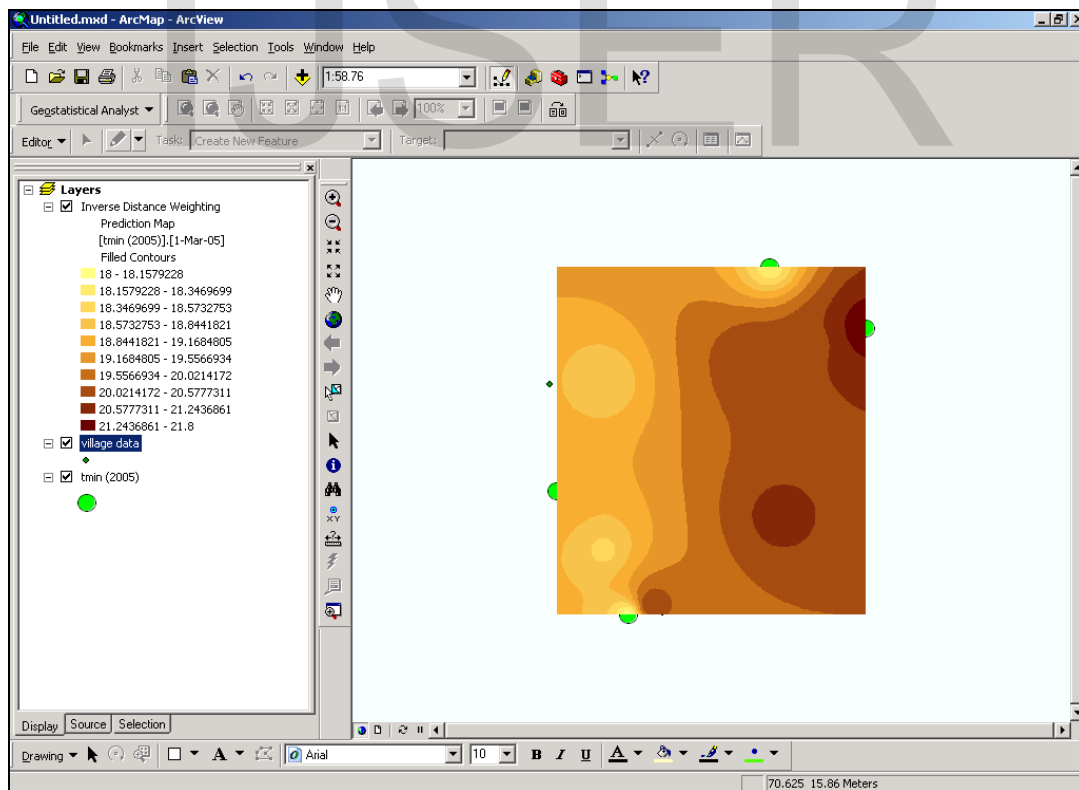 IJSER
Untitled.mxd - ArcMap - ArcView
File Edit View Bookmarks Insert Selection Tools Window Help
1:58.76
Geostatistical Analyst 100%
Editor Task: Create New Feature Target:
Layers
Inverse Distance Weighting
Prediction Map
[tmin (2005)].[1-Mar-05]
Filled Contours
18 - 18.1579228
18.1579228 - 18.3469699
18.3469699 - 18.5732753
18.5732753 - 18.8441821
18.8441821 - 19.1684805
19.1684805 - 19.5566934
19.5566934 - 20.0214172
20.0214172 - 20.5777311
20.5777311 - 21.2436861
21.2436861 - 21.8
village data
tmin (2005)
XY
Display Source Selection
Drawing A Arial 10 B I U A
70.625 15.86 Meters